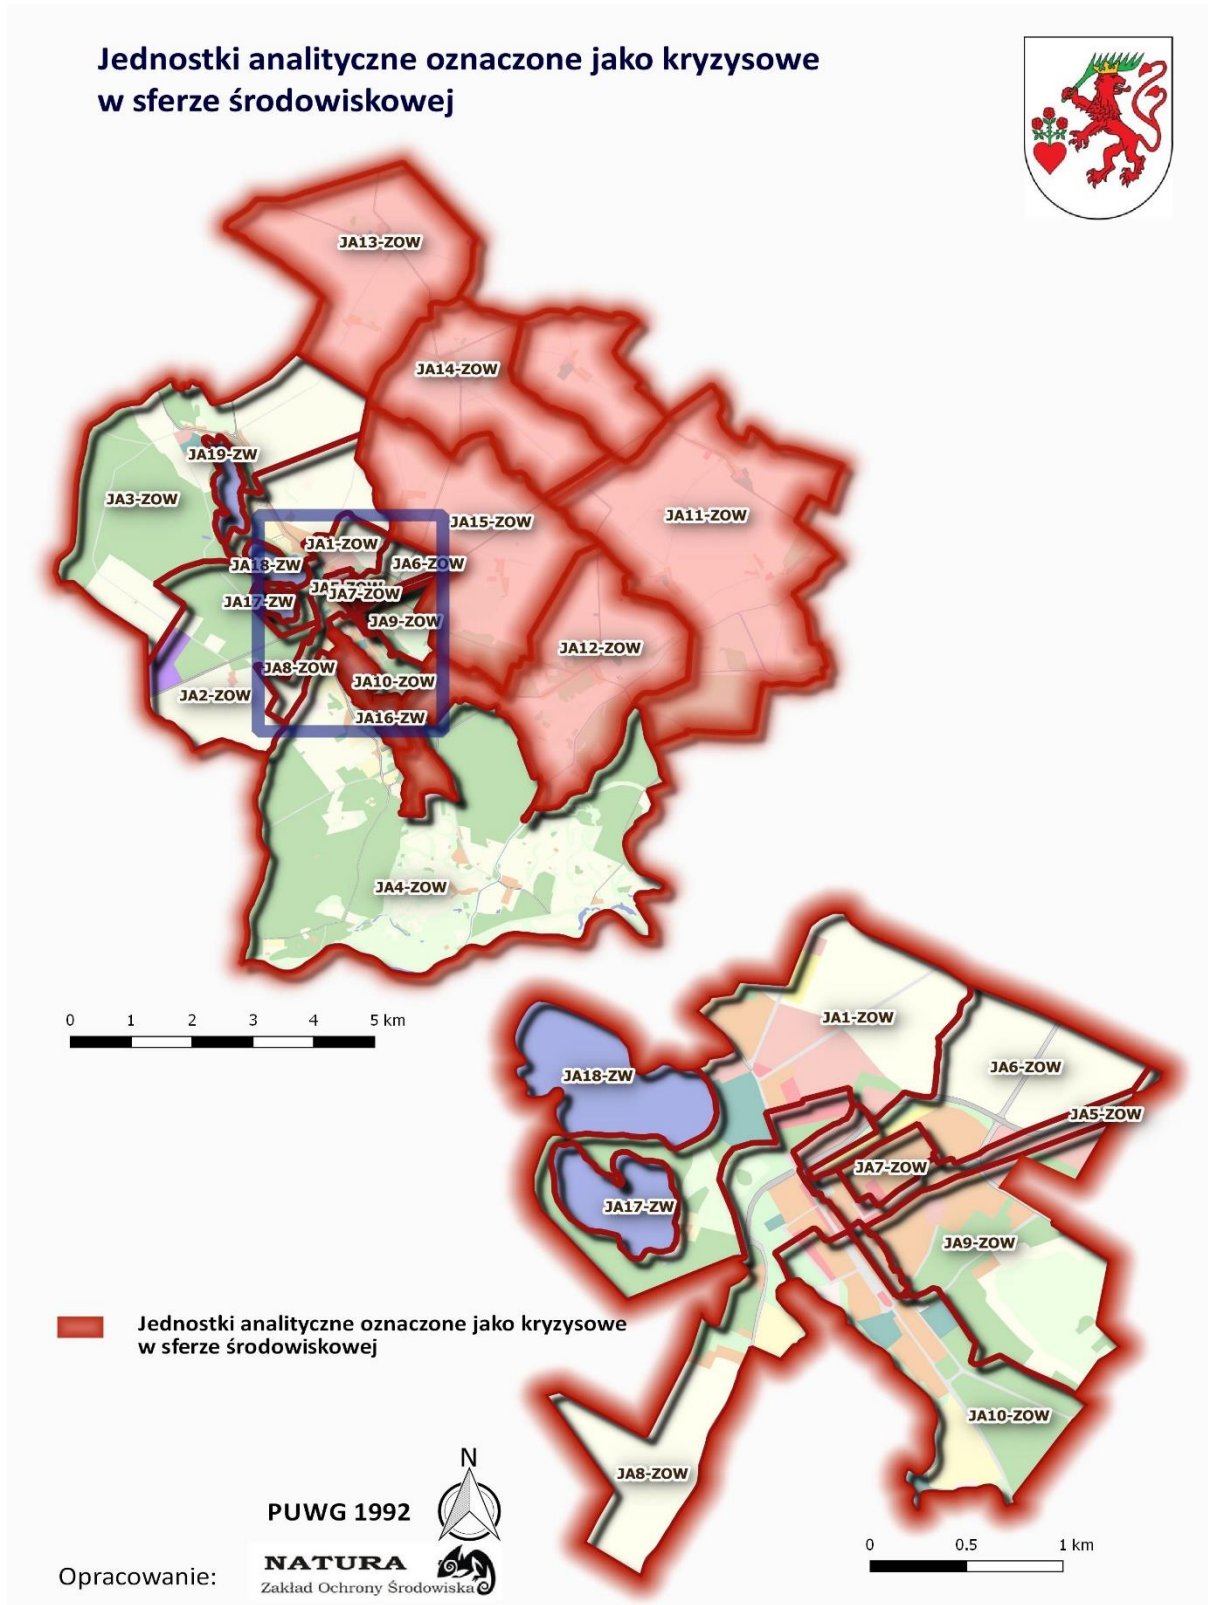 Jednostki analityczne oznaczone jako kryzysowe
w sferze środowiskowej
JA13-ZOW
JA14-ZOW
JA19-ZW
JA3-ZOW
JA15-ZOW
JA11-ZOW
JA1-ZOW
JA18-ZW
JA6-ZOW
JA7-ZOW
JA17-ZW
JA9-ZOW
JA12-ZOW
JA8-ZOW
JA10-ZOW
JA2-ZOW
JA16-ZW
JA4-ZOW
0 1 2 3 4 5 km
JA1-ZOW
JA18-ZW
JA6-ZOW
JA5-ZOW
JA7-ZOW
JA17-ZW
JA9-ZOW
Jednostki analityczne oznaczone jako kryzysowe
w sferze środowiskowej
JA10-ZOW
JA8-ZOW
N
PUWG 1992
0 0.5 1 km
Opracowanie:
NATURA
Zakład Ochrony Środowiska